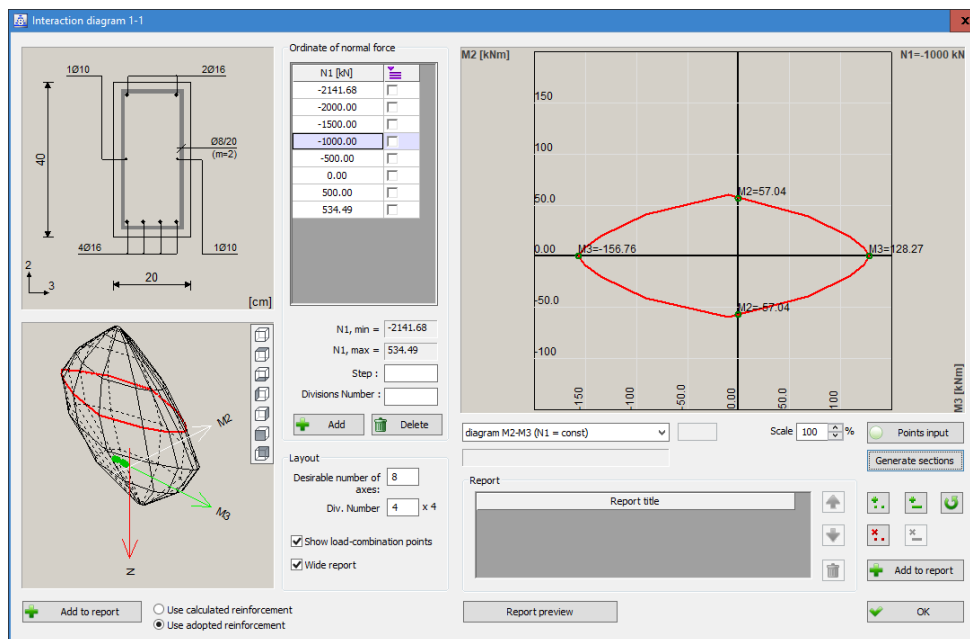 Interaction diagram 1-1
x
1Ø10
2Ø16
40
Ø8/20
(m=2)
4Ø16
1Ø10
2
3
20
[cm]
M2
M3
Z
Add to report
Use calculated reinforcement
Use adopted reinforcement
Ordinate of normal force
N1 [kN]
-2141.68
-2000.00
-1500.00
-1000.00
-500.00
0.00
500.00
534.49
N1, min = -2141.68
N1, max = 534.49
Step :
Divisions Number :
Add
Delete
Layout
Desirable number of axes: 8
Div. Number 4 x 4
Show load-combination points
Wide report
M2 [kNm]
N1=-1000 kN
150
100
50.0
0.00
-50.0
-100
M2=57.04
M3=-156.76
M3=128.27
M2=-57.04
-150
-100
-50.0
0.00
50.0
100
M3 [kNm]
diagram M2-M3 (N1 = const)
Scale 100 %
Points input
Generate sections
Report
Report title
Add to report
Report preview
OK